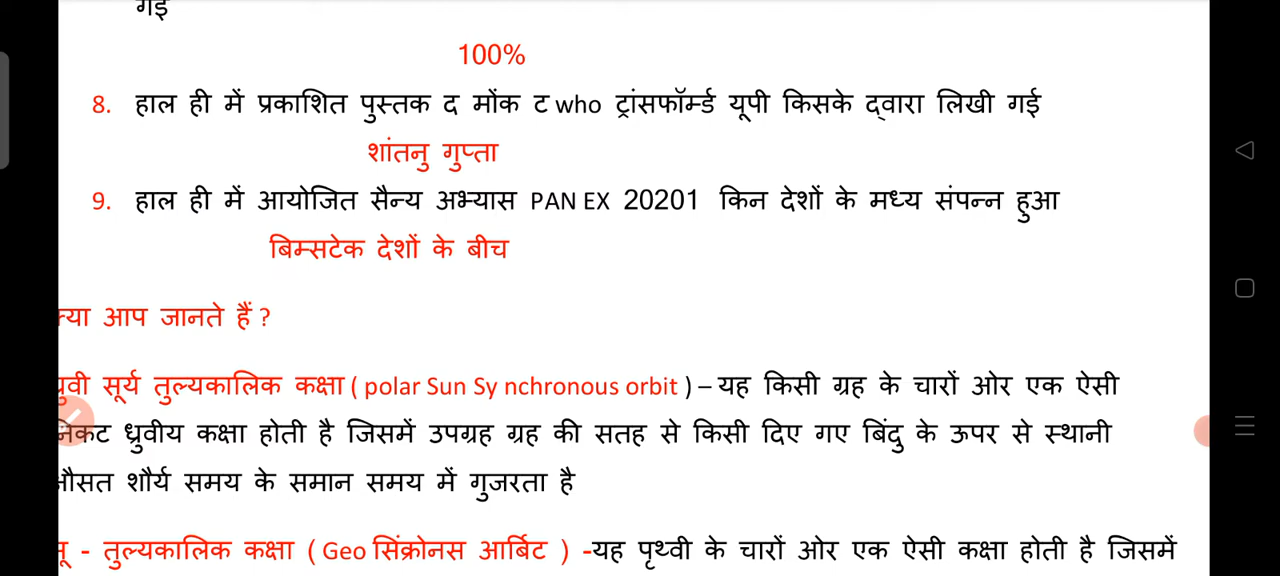 गई
100%
8. हाल ही में प्रकाशित पुस्तक द मोंक ट who ट्रांसफॉर्म्ड यूपी किसके द्वारा लिखी गई
शांतनु गुप्ता
9. हाल ही में आयोजित सैन्य अभ्यास PAN EX 20201 किन देशों के मध्य संपन्न हुआ
बिम्सटेक देशों के बीच
क्या आप जानते हैं ?
ध्रुवी सूर्य तुल्यकालिक कक्षा ( polar Sun Sy nchronous orbit ) – यह किसी ग्रह के चारों ओर एक ऐसी
निकट ध्रुवीय कक्षा होती है जिसमें उपग्रह ग्रह की सतह से किसी दिए गए बिंदु के ऊपर से स्थानी
औसत शौर्य समय के समान समय में गुजरता है
- तुल्यकालिक कक्षा ( Geo सिंक्रोनस आर्बिट ) -यह पृथ्वी के चारों ओर एक ऐसी कक्षा होती है जिसमें